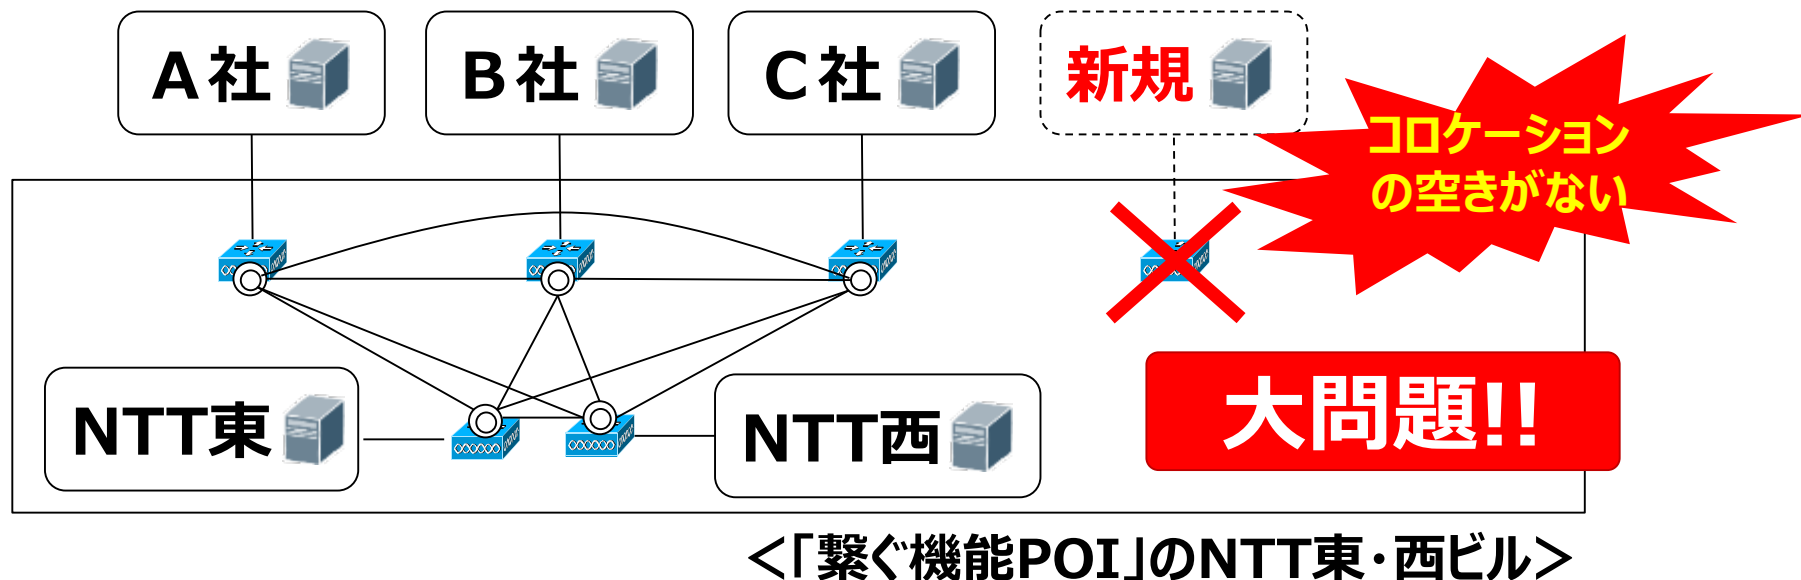 A社
B社
C社
新規
コロケーション
の空きがない
NTT東
NTT西
大問題!!
＜「繋ぐ機能POI」のNTT東・西ビル＞